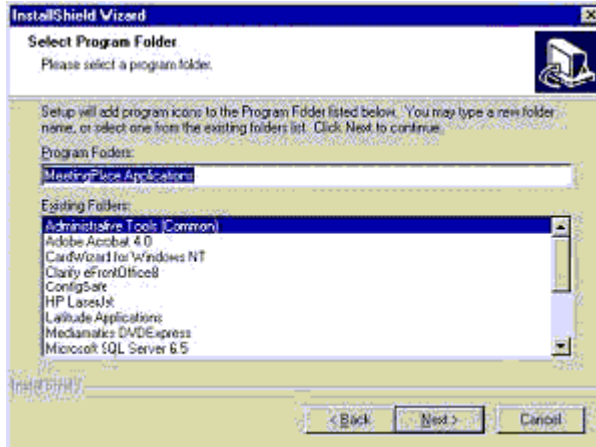 InstallShield Wizard
Select Program Folder
Please select a program folder.
Setup will add program icons to the Program Folder listed below. You may type a new folder
name, or select one from the existing folders list. Click Next to continue.
Program Folders:
MeetingPlace Applications
Existing Folders:
Administrative Tools (Common)
Adobe Acrobat 4.0
CardWizard for Windows NT
Clarify eFrontOffice8
ConfigSafe
HP LaserJet
Latitude Applications
Mediamatics DVDExpress
Microsoft SQL Server 6.5
InstallShield
< Back
Next >
Cancel